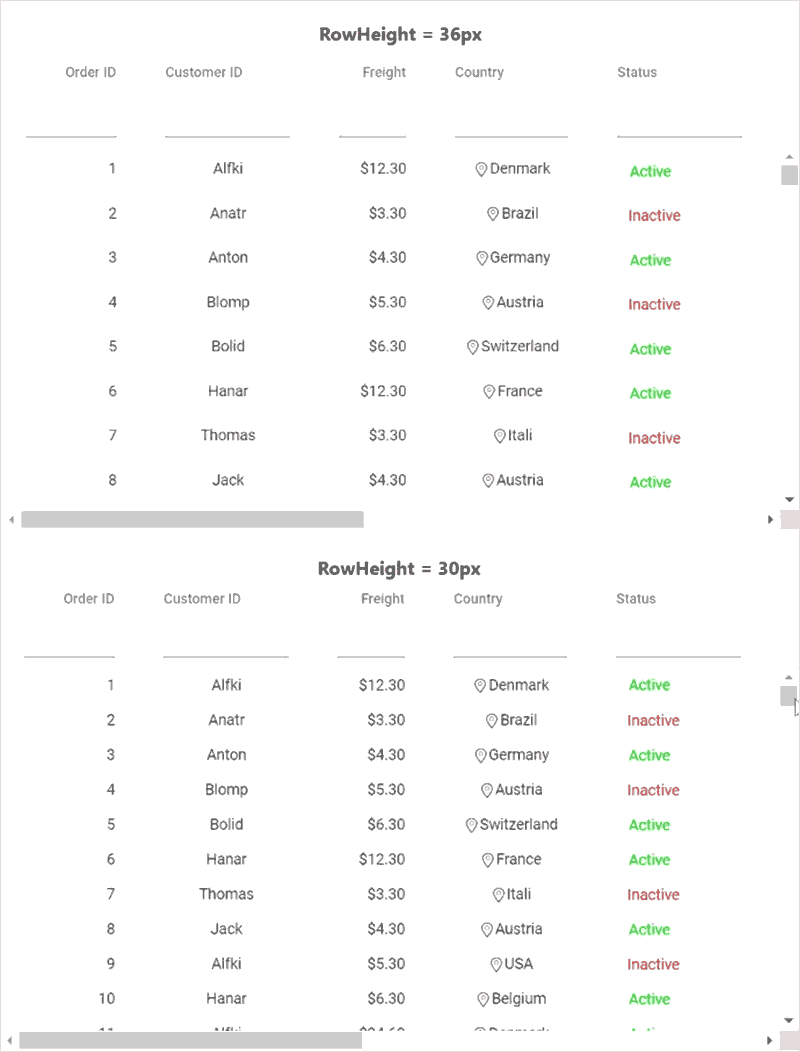 RowHeight = 36px
Order ID Customer ID Freight Country Status
1 Alfki $12.30 Denmark Active
2 Anatr $3.30 Brazil Inactive
3 Anton $4.30 Germany Active
4 Blomp $5.30 Austria Inactive
5 Bolid $6.30 Switzerland Active
6 Hanar $12.30 France Active
7 Thomas $3.30 Itali Inactive
8 Jack $4.30 Austria Active
RowHeight = 30px
Order ID Customer ID Freight Country Status
1 Alfki $12.30 Denmark Active
2 Anatr $3.30 Brazil Inactive
3 Anton $4.30 Germany Active
4 Blomp $5.30 Austria Inactive
5 Bolid $6.30 Switzerland Active
6 Hanar $12.30 France Active
7 Thomas $3.30 Itali Inactive
8 Jack $4.30 Austria Active
9 Alfki $5.30 USA Inactive
10 Hanar $6.30 Belgium Active